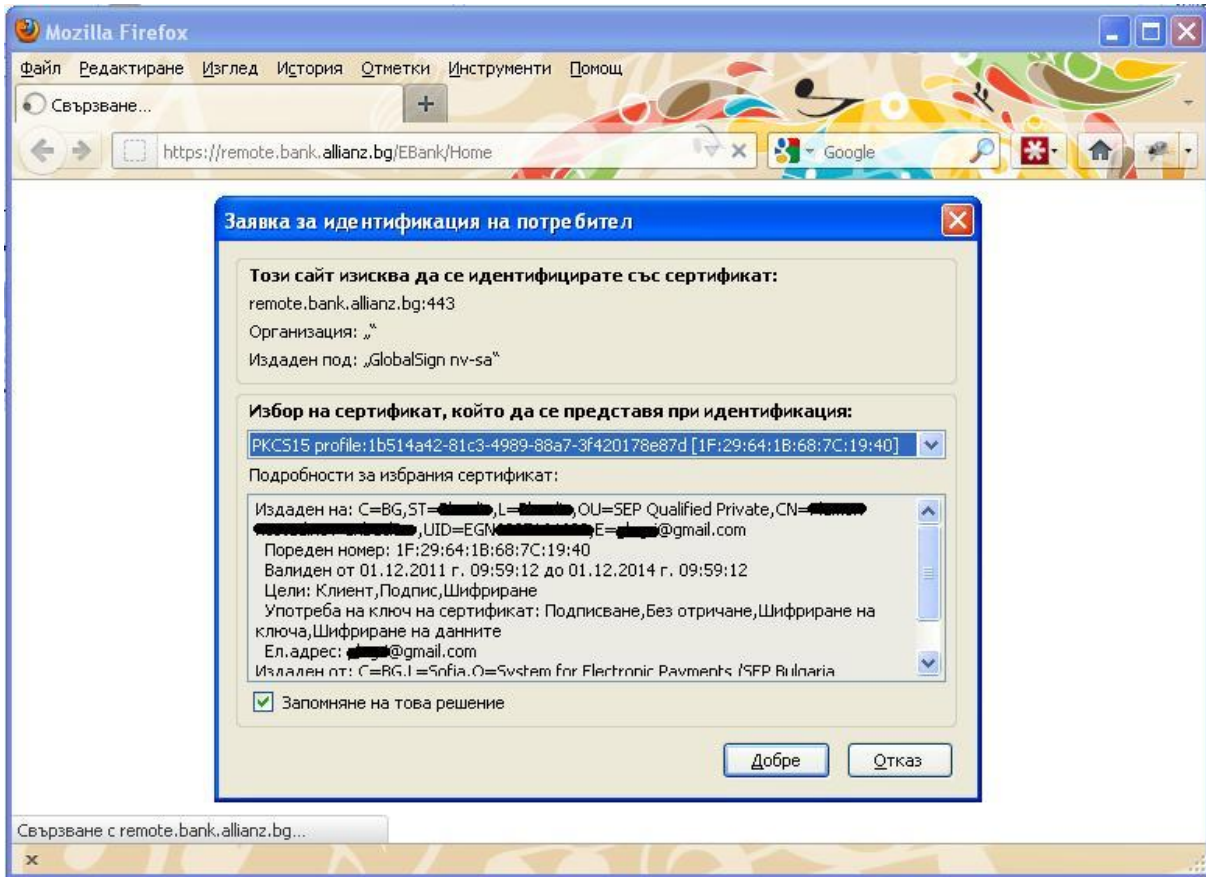 Mozilla Firefox
Файл Редактиране Изглед История Отметки Инструменти Помощ
Свързване...
https://remote.bank.allianz.bg/EBank/Home
Google
Заявка за идентификация на потребител
Този сайт изисква да се идентифицирате със сертификат:
remote.bank.allianz.bg:443
Организация: „“
Издаден под: „GlobalSign nv-sa“
Избор на сертификат, който да се представя при идентификация:
PKCS15 profile:1b514a42-81c3-4989-88a7-3f420178e87d [1F:29:64:1B:68:7C:19:40]
Подробности за избрания сертификат:
Издаден на: C=BG,ST= ,L= ,OU=SEP Qualified Private,CN=
,UID=EGN ,E= @gmail.com
Пореден номер: 1F:29:64:1B:68:7C:19:40
Валиден от 01.12.2011 г. 09:59:12 до 01.12.2014 г. 09:59:12
Цели: Клиент,Подпис,Шифриране
Употреба на ключ на сертификат: Подписване,Без отричане,Шифриране на
ключа,Шифриране на данните
Ел.адрес: @gmail.com
Издаден от: C=BG,L=Sofia,O=System for Electronic Payments /SEP Bulgaria
Запомняне на това решение
Добре Отказ
Свързване с remote.bank.allianz.bg...
x